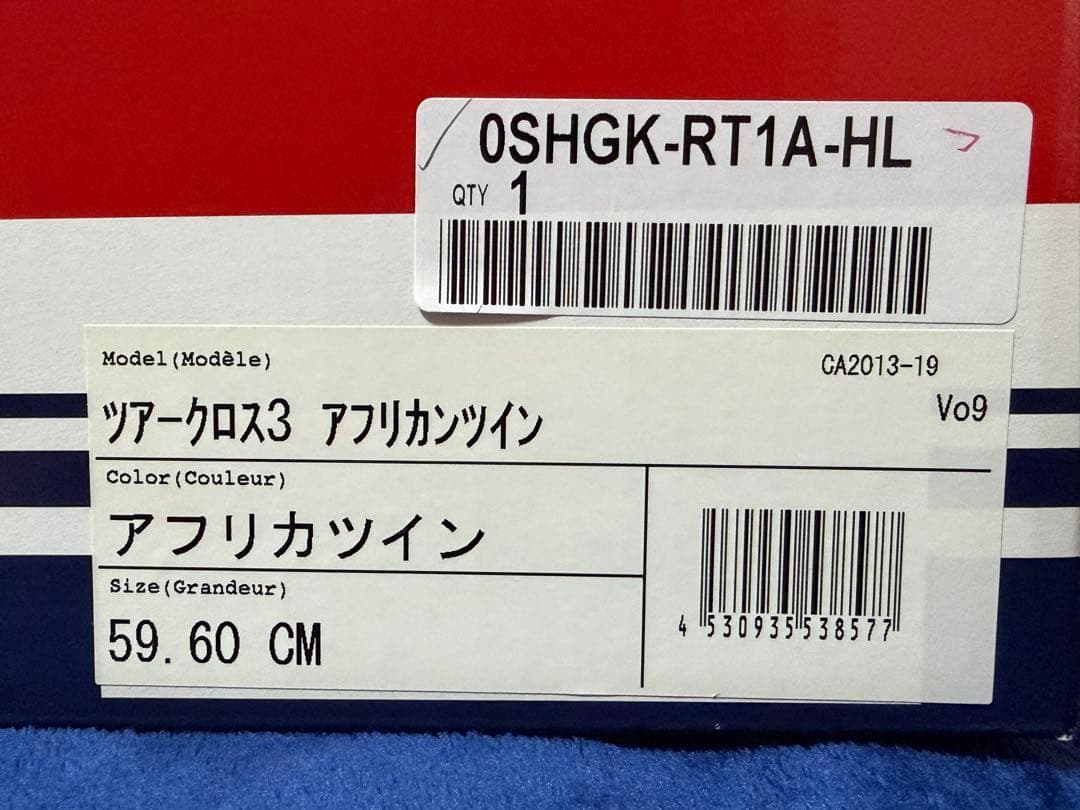 0SHGK-RT1A-HL
QTY 1
Model(Modèle)
CA2013-19
ツアークロス3 アフリカンツイン
Vo9
Color(Couleur)
アフリカツイン
Size(Grandeur)
59.60 CM
4 530935 538577